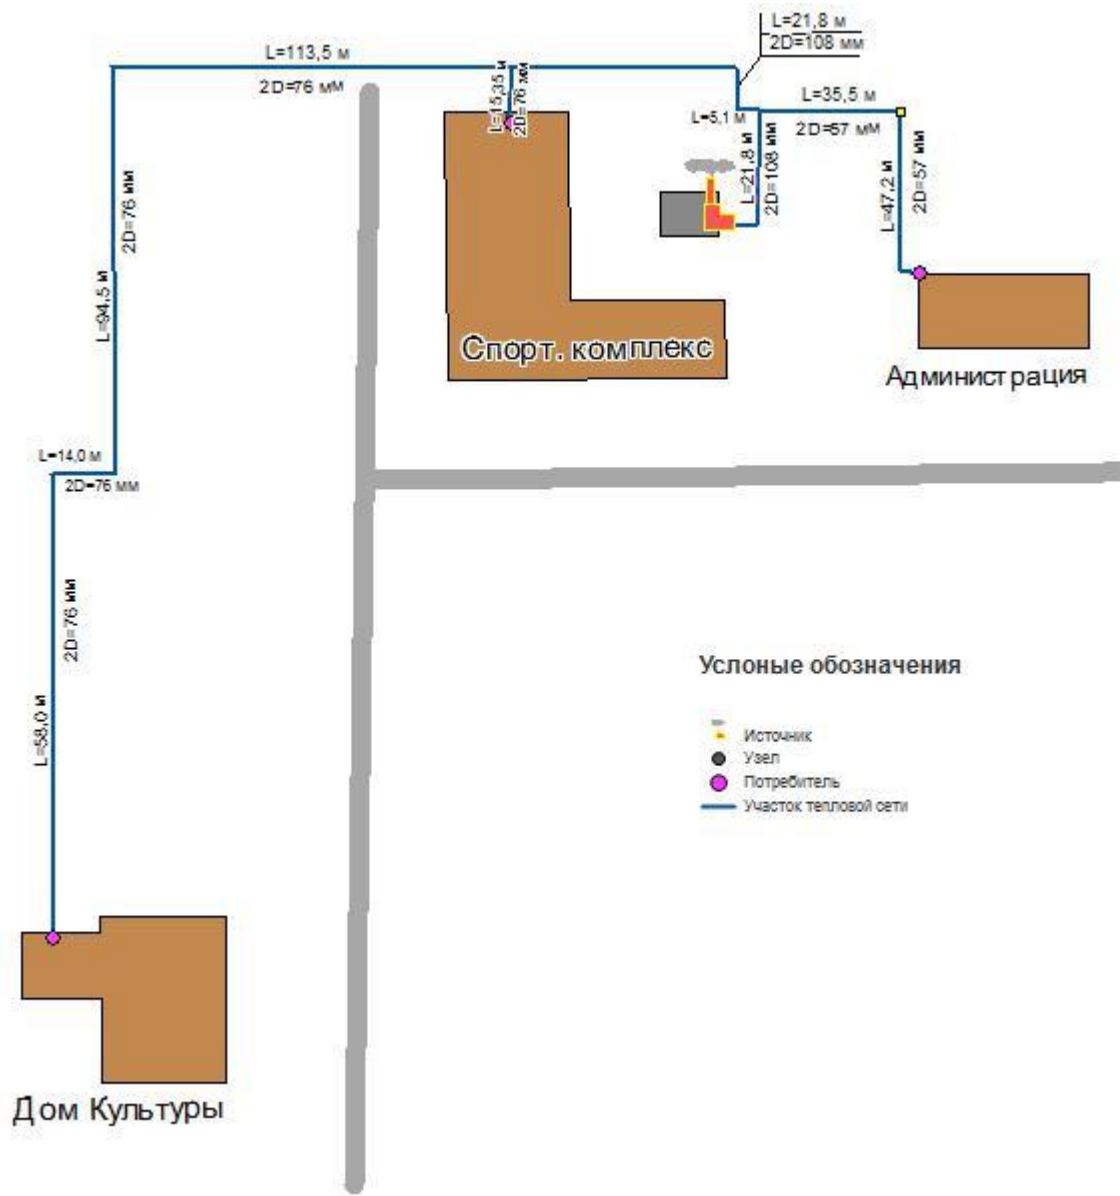 L=21,8 м
2D=108 мм
L=113,5 м
2D=76 мм
L=15,35 м
2D=76 мм
L=5,1 м
L=35,5 м
2D=57 мм
L=21,8 м
2D=108 мм
L=47,2 м
2D=57 мм
2D=76 мм
L=94,5 м
Спорт. комплекс
Администрация
L=14,0 м
2D=76 мм
2D=76 мм
L=58,0 м
Услоные обозначения
Источник
Узел
Потребитель
Участок тепловой сети
Дом Культуры